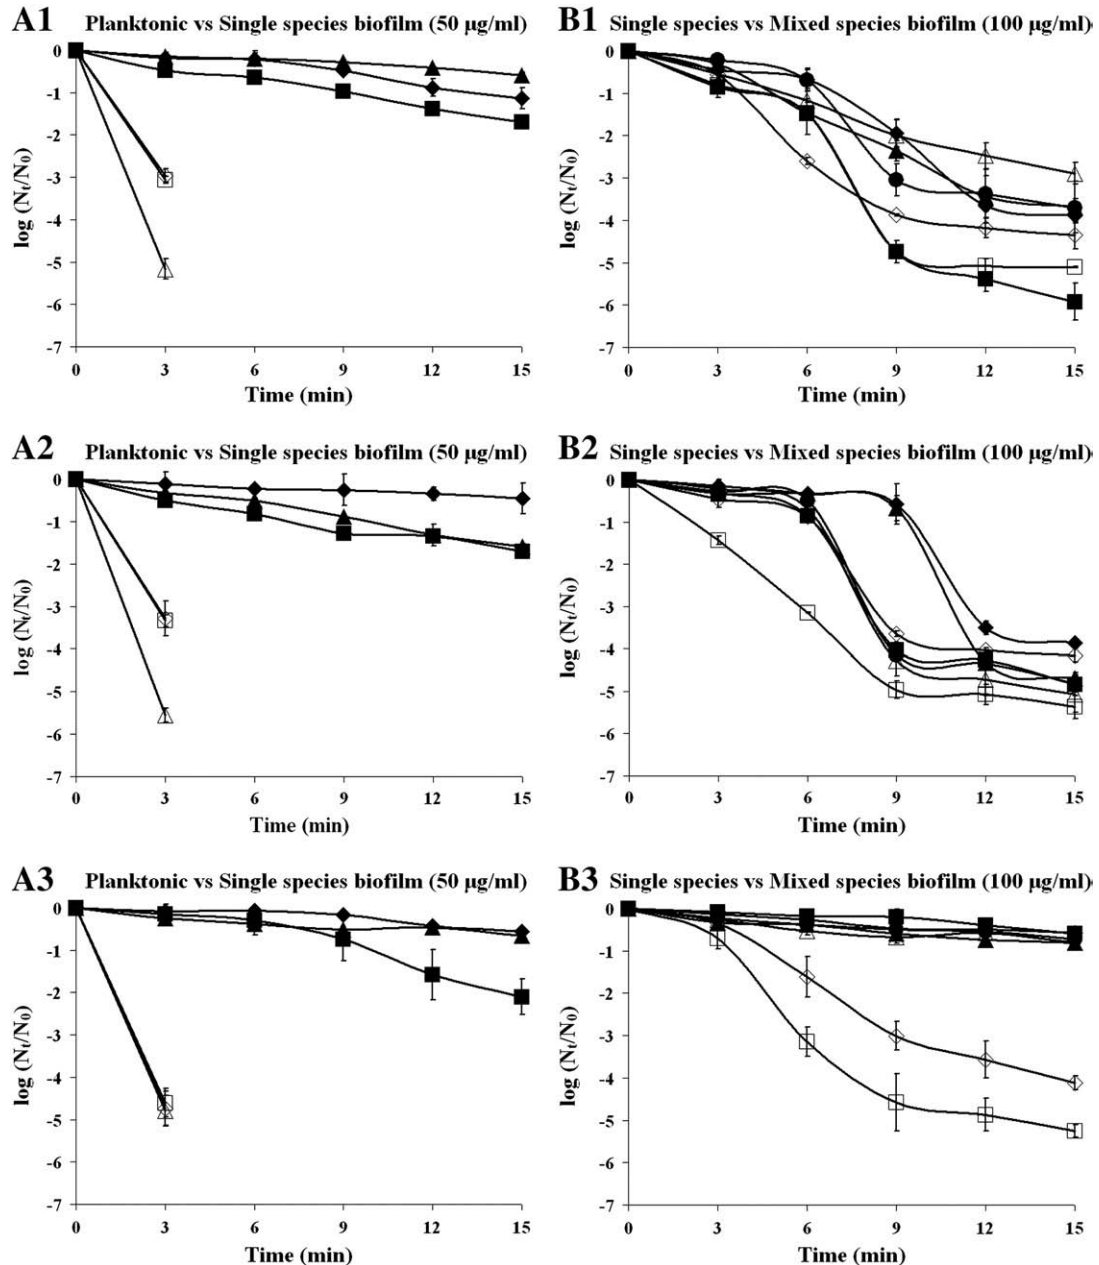 A1 Planktonic vs Single species biofilm (50 µg/ml)
0
-1
-2
-3
-4
-5
-6
-7
log (Nt/N0)
0 3 6 9 12 15
Time (min)
B1 Single species vs Mixed species biofilm (100 µg/ml)
0
-1
-2
-3
-4
-5
-6
-7
log (Nt/N0)
0 3 6 9 12 15
Time (min)
A2 Planktonic vs Single species biofilm (50 µg/ml)
0
-1
-2
-3
-4
-5
-6
-7
log (Nt/N0)
0 3 6 9 12 15
Time (min)
B2 Single species vs Mixed species biofilm (100 µg/ml)
0
-1
-2
-3
-4
-5
-6
-7
log (Nt/N0)
0 3 6 9 12 15
Time (min)
A3 Planktonic vs Single species biofilm (50 µg/ml)
0
-1
-2
-3
-4
-5
-6
-7
log (Nt/N0)
0 3 6 9 12 15
Time (min)
B3 Single species vs Mixed species biofilm (100 µg/ml)
0
-1
-2
-3
-4
-5
-6
-7
log (Nt/N0)
0 3 6 9 12 15
Time (min)